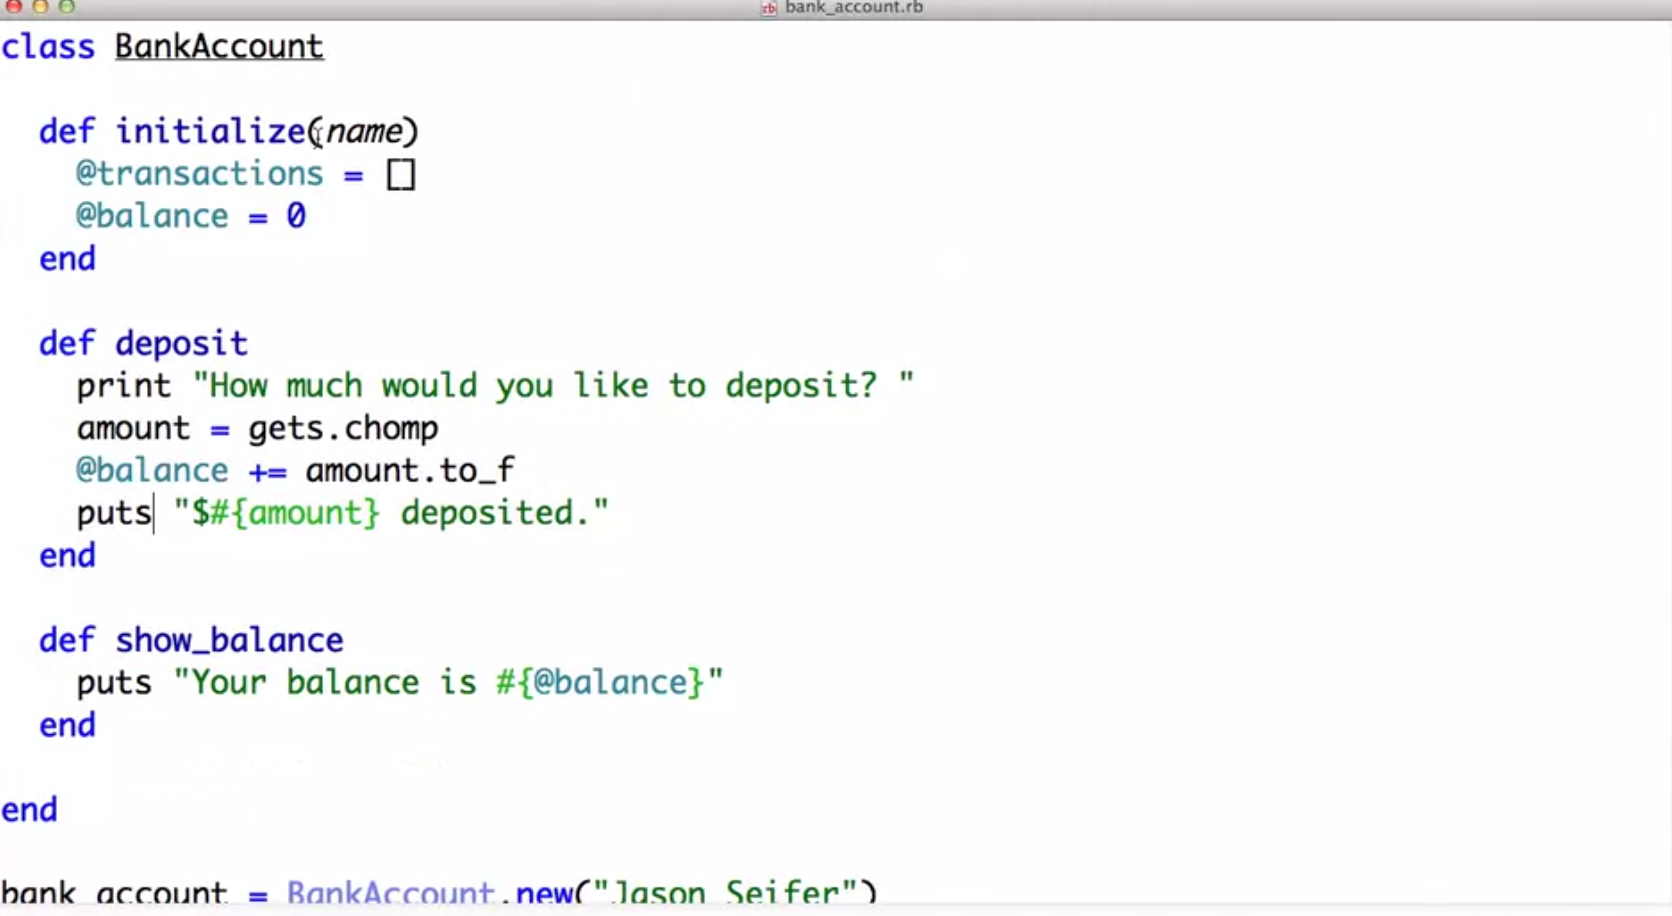 bank_account.rb
class BankAccount
def initialize(name)
@transactions = []
@balance = 0
end
def deposit
print "How much would you like to deposit? "
amount = gets.chomp
@balance += amount.to_f
puts "$#{amount} deposited."
end
def show_balance
puts "Your balance is #{@balance}"
end
end
bank_account = BankAccount.new("Jason Seifer")